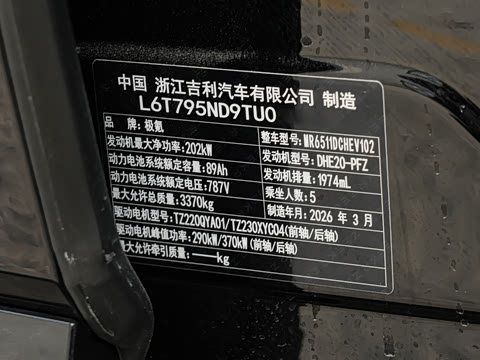 中国 浙江吉利汽车有限公司 制造
L6T795ND9TU0
品牌:极氪 整车型号:MR6511DCHEV102
发动机最大净功率:202kW 发动机型号:DHE20-PFZ
动力电池系统额定容量:89Ah 发动机排量:1974mL
动力电池系统额定电压:787V 乘坐人数:5
最大允许总质量:3370kg 制造年月:2026 年 3 月
驱动电机型号:TZ220QYA01/TZ230XYC04(前轴/后轴)
驱动电机峰值功率:290kW/370kW(前轴/后轴)
最大允许牵引质量:——kg